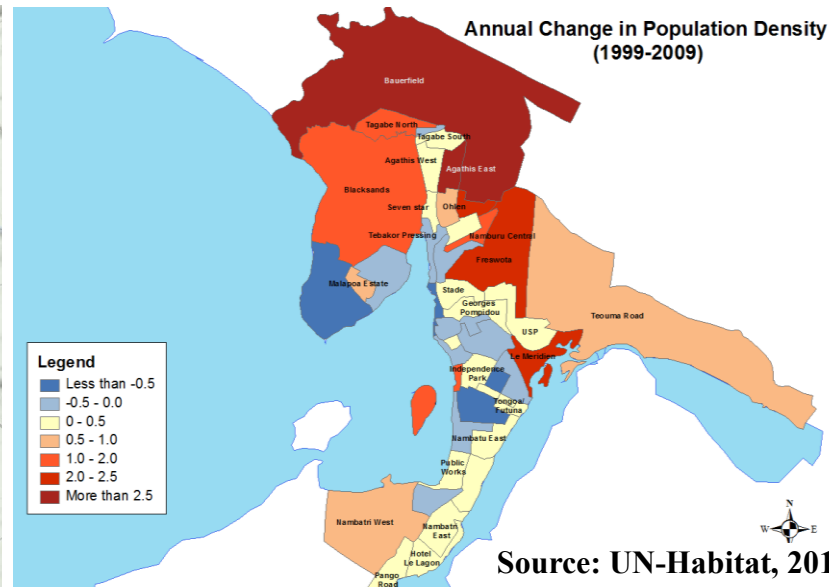 Annual Change in Population Density
(1999-2009)
Bauerfield
Tagabe North
Tagabe South
Agathis West
Agathis East
Blacksands
Seven star
Ohlen
Tebakor Pressing
Namburu Central
Freswota
Malapoa Estate
Stade
Georges
Pompidou
Teouma Road
USP
Le Meridien
Independence
Park
Tongoa/
Futuna
Nambatu East
Public
Works
Nambatri West
Nambatri
East
Hotel
Le Lagon
Pango
Road
Legend
Less than -0.5
-0.5 - 0.0
0 - 0.5
0.5 - 1.0
1.0 - 2.0
2.0 - 2.5
More than 2.5
N
W E
S
Source: UN-Habitat, 201